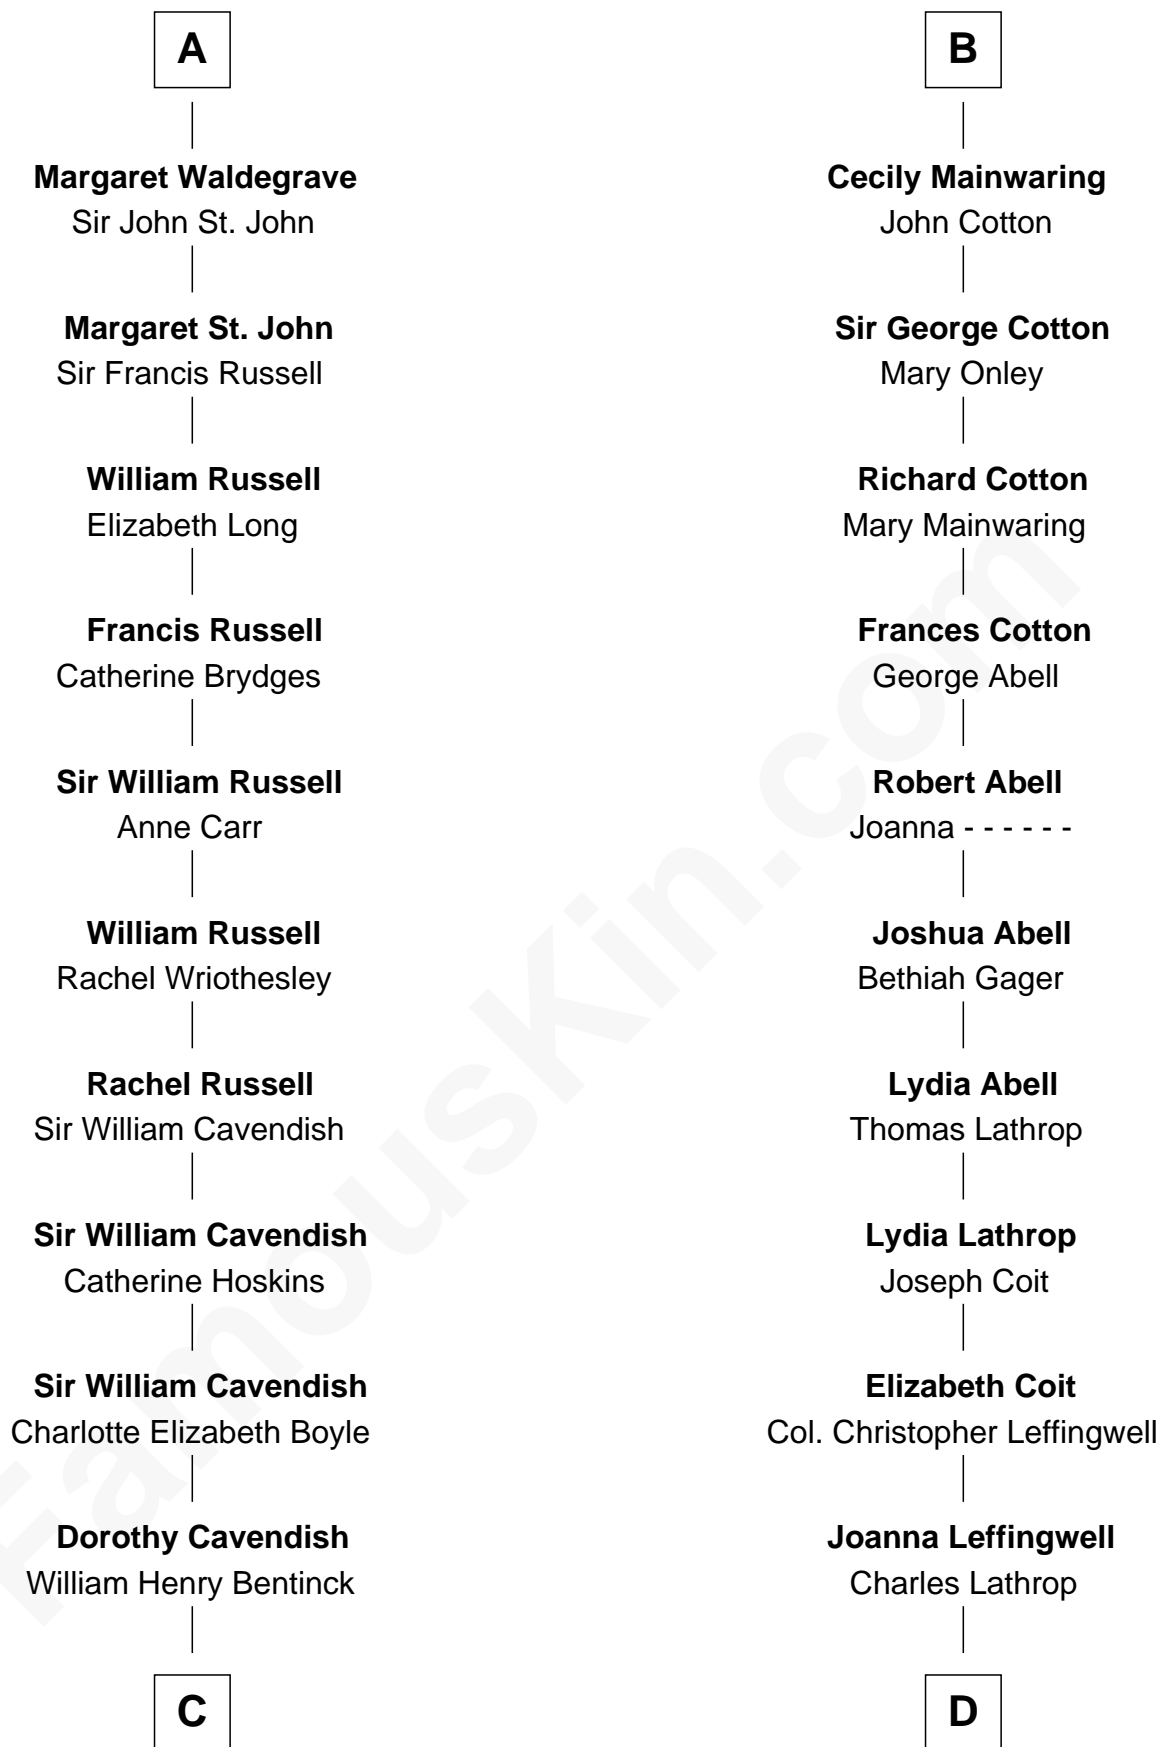 A
Margaret Waldegrave
Sir John St. John
Margaret St. John
Sir Francis Russell
William Russell
Elizabeth Long
Francis Russell
Catherine Brydges
Sir William Russell
Anne Carr
William Russell
Rachel Wriothesley
Rachel Russell
Sir William Cavendish
Sir William Cavendish
Catherine Hoskins
Sir William Cavendish
Charlotte Elizabeth Boyle
Dorothy Cavendish
William Henry Bentinck
C
B
Cecily Mainwaring
John Cotton
Sir George Cotton
Mary Onley
Richard Cotton
Mary Mainwaring
Frances Cotton
George Abell
Robert Abell
Joanna - - - - - -
Joshua Abell
Bethiah Gager
Lydia Abell
Thomas Lathrop
Lydia Lathrop
Joseph Coit
Elizabeth Coit
Col. Christopher Leffingwell
Joanna Leffingwell
Charles Lathrop
D
FamousKin.com